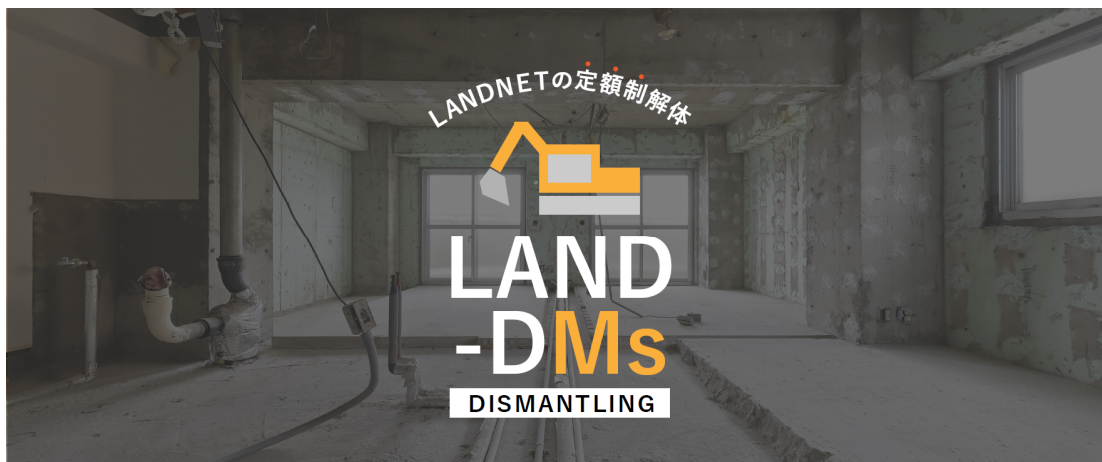 LANDNETの定額制解体
LAND
-DMs
DISMANTLING